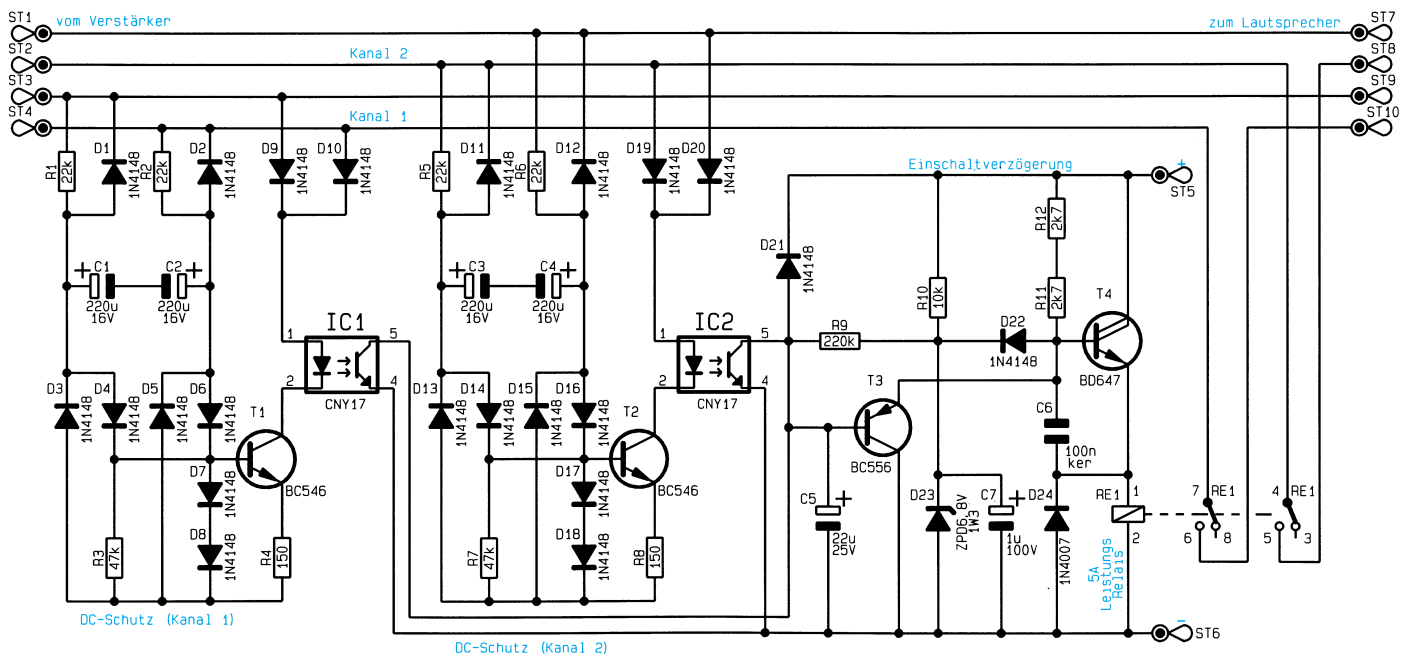 ST1 vom Verstärker zum Lautsprecher ST7
ST2 Kanal 2 ST8
ST3 ST9
ST4 Kanal 1 ST10
R1 22k D1 1N4148 R2 22k D2 1N4148 D9 1N4148 D10 1N4148
R5 22k D11 1N4148 R6 22k D12 1N4148 D19 1N4148 D20 1N4148
Einschaltverzögerung
+ ST5
R12 2k7
D21 1N4148
R10 10k
R11 2k7
T4
BD647
+ C1 C2 +
220u 220u
16V 16V
+ C3 C4 +
220u 220u
16V 16V
IC1
1 5
2 4
CNY17
IC2
1 5
2 4
CNY17
R9
220k
D22
1N4148
D3 1N4148 D4 1N4148 D5 1N4148 D6 1N4148
T1
BC546
D7 1N4148
D8 1N4148
R3 47k
R4 150
D13 1N4148 D14 1N4148 D15 1N4148 D16 1N4148
T2
BC546
D17 1N4148
D18 1N4148
R7 47k
R8 150
T3
BC556
C6
100n
ker
C5 +
22u
25V
D23 ZPD6,8V 1W3
C7 +
1u
100V
D24 1N4007
RE1 1
2
5A
Leistungs
Relais
7 RE1
6 8
4 RE1
5 3
DC-Schutz (Kanal 1)
DC-Schutz (Kanal 2)
− ST6